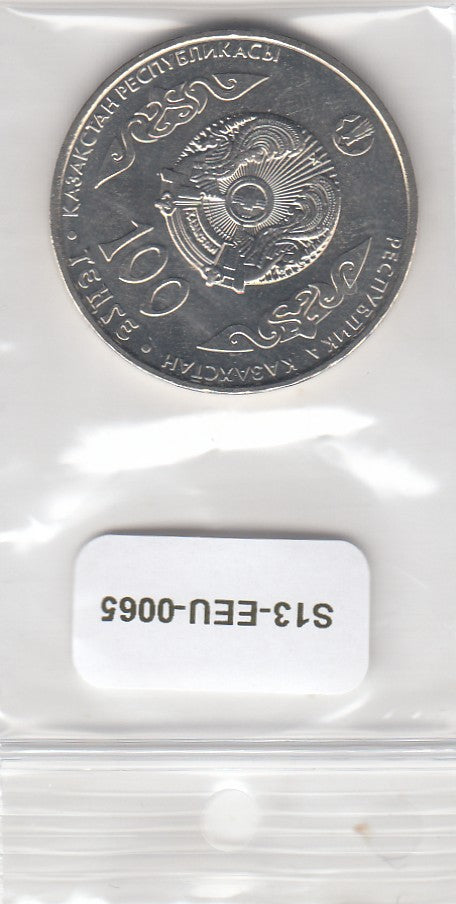 ҚАЗАҚСТАН РЕСПУБЛИКАСЫ
РЕСПУБЛИКА КАЗАХСТАН
100
ТЕҢГЕ
S13-EEU-0065